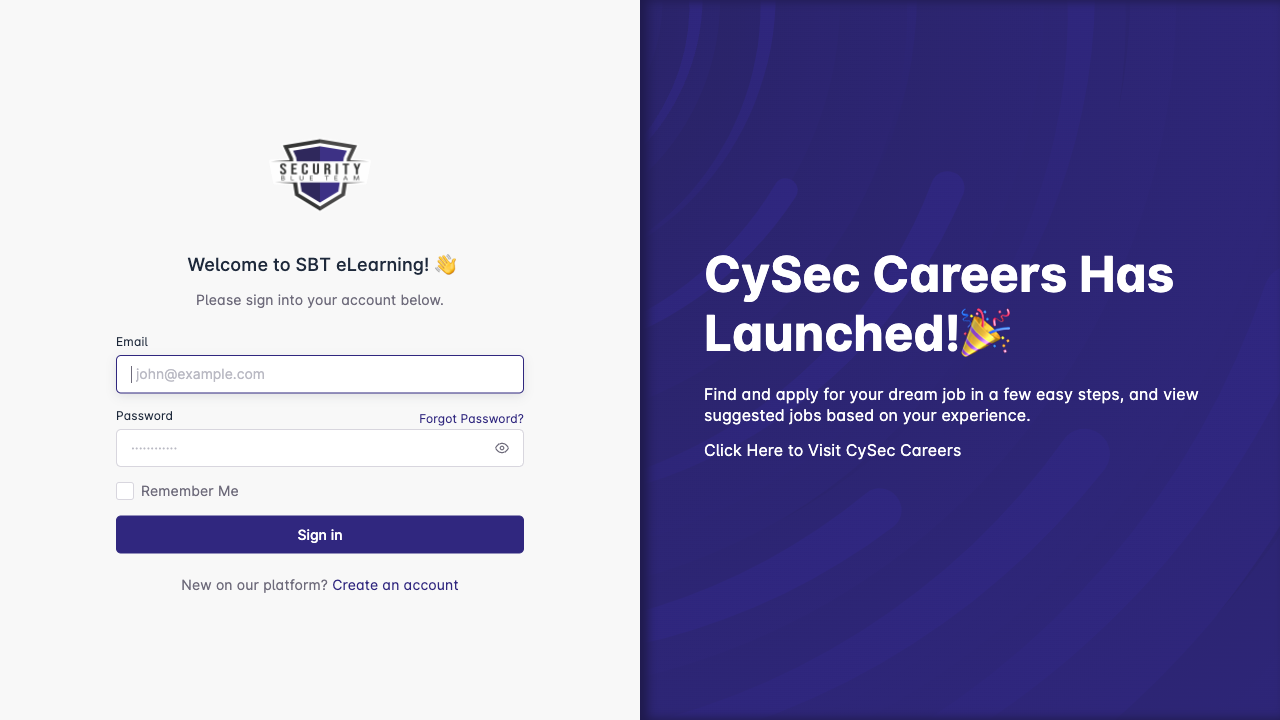 SECURITY
BLUE TEAM
Welcome to SBT eLearning! 👋
Please sign into your account below.
Email
john@example.com
Password
Forgot Password?
············
Remember Me
Sign in
New on our platform? Create an account
CySec Careers Has
Launched!🎉
Find and apply for your dream job in a few easy steps, and view
suggested jobs based on your experience.
Click Here to Visit CySec Careers